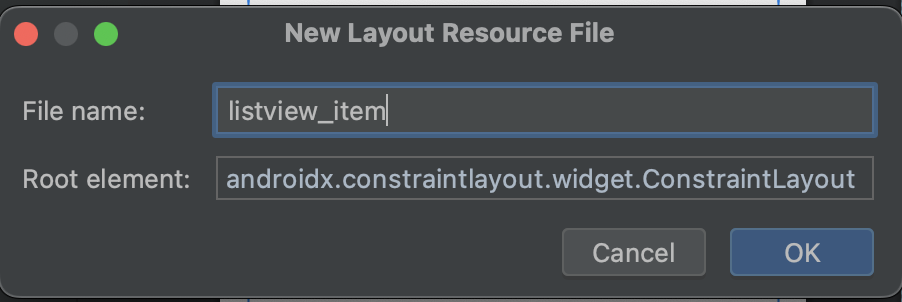 New Layout Resource File
File name: listview_item
Root element: androidx.constraintlayout.widget.ConstraintLayout
Cancel OK